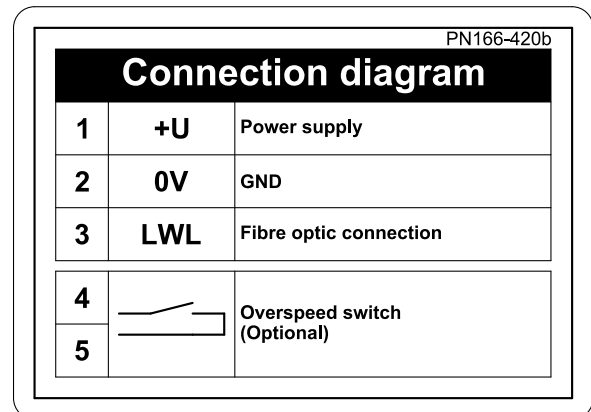 PN166-420b
Connection diagram
1 +U Power supply
2 0V GND
3 LWL Fibre optic connection
4
5
Overspeed switch
(Optional)